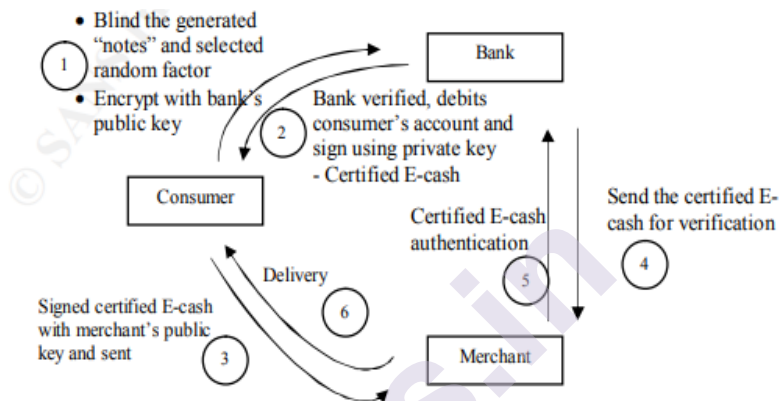 • Blind the generated
"notes" and selected
random factor
• Encrypt with bank's
public key
1
Bank
2
Bank verified, debits
consumer's account and
sign using private key
- Certified E-cash
Consumer
Certified E-cash
authentication
5
Send the certified E-
cash for verification
4
Delivery
6
Signed certified E-cash
with merchant's public
key and sent
3
Merchant
s.in